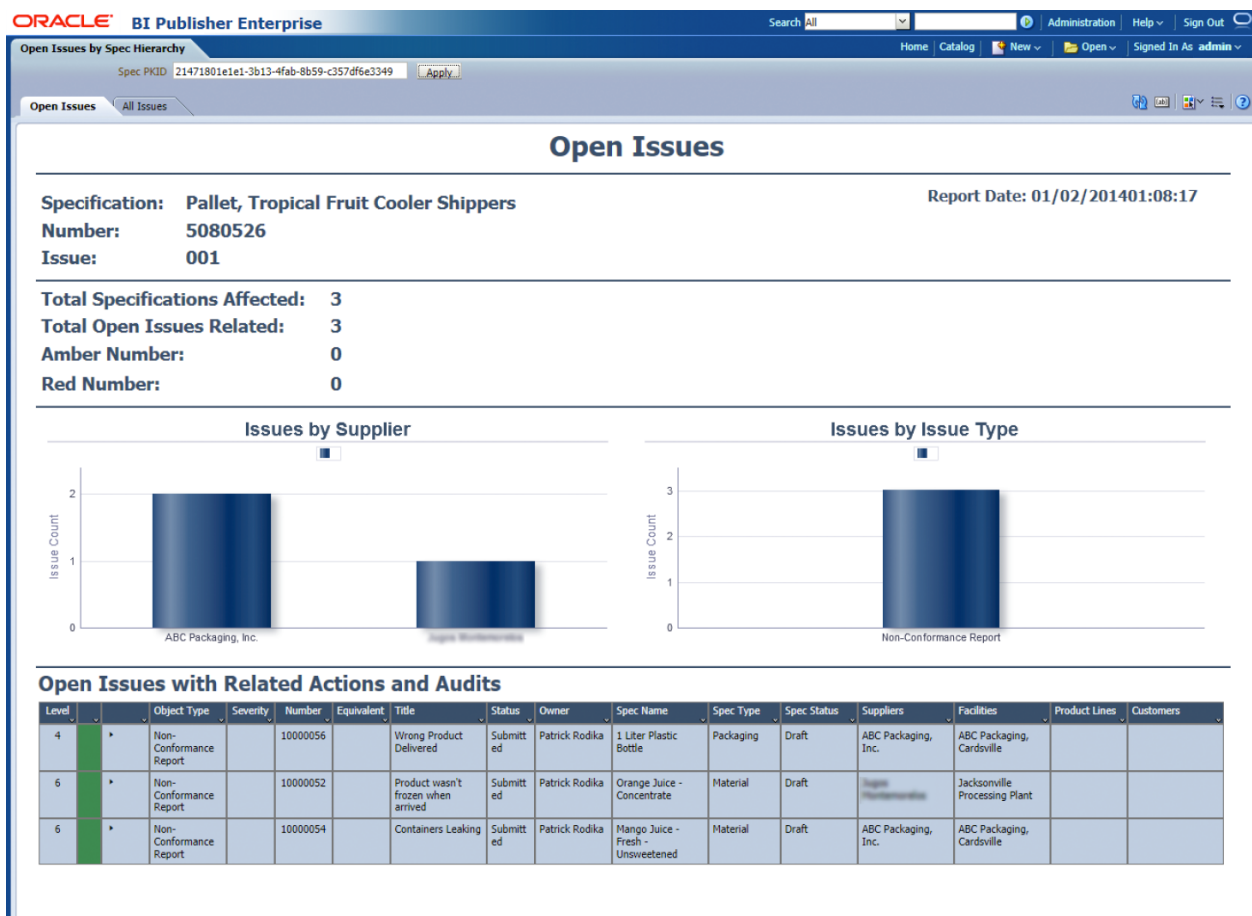 ORACLE BI Publisher Enterprise Search All Administration Help Sign Out
Open Issues by Spec Hierarchy Home Catalog New Open Signed In As admin
Spec PKID 21471801e1e1-3b13-4fab-8b59-c357df6e3349 Apply
Open Issues All Issues
Open Issues
Specification: Pallet, Tropical Fruit Cooler Shippers
Report Date: 01/02/201401:08:17
Number: 5080526
Issue: 001
Total Specifications Affected: 3
Total Open Issues Related: 3
Amber Number: 0
Red Number: 0
Issues by Supplier
Issue Count
2
1
0
ABC Packaging, Inc.
Issues by Issue Type
Issue Count
3
2
1
0
Non-Conformance Report
Open Issues with Related Actions and Audits
Level Object Type Severity Number Equivalent Title Status Owner Spec Name Spec Type Spec Status Suppliers Facilities Product Lines Customers
4 Non- 10000056 Wrong Product Submitt Patrick Rodika 1 Liter Plastic Packaging Draft ABC Packaging, ABC Packaging,
Conformance Delivered ed Bottle Inc. Cardsville
Report
6 Non- 10000052 Product wasn't Submitt Patrick Rodika Orange Juice - Material Draft Jacksonville
Conformance frozen when ed Concentrate Processing Plant
Report arrived
6 Non- 10000054 Containers Leaking Submitt Patrick Rodika Mango Juice - Material Draft ABC Packaging, ABC Packaging,
Conformance ed Fresh - Inc. Cardsville
Report Unsweetened